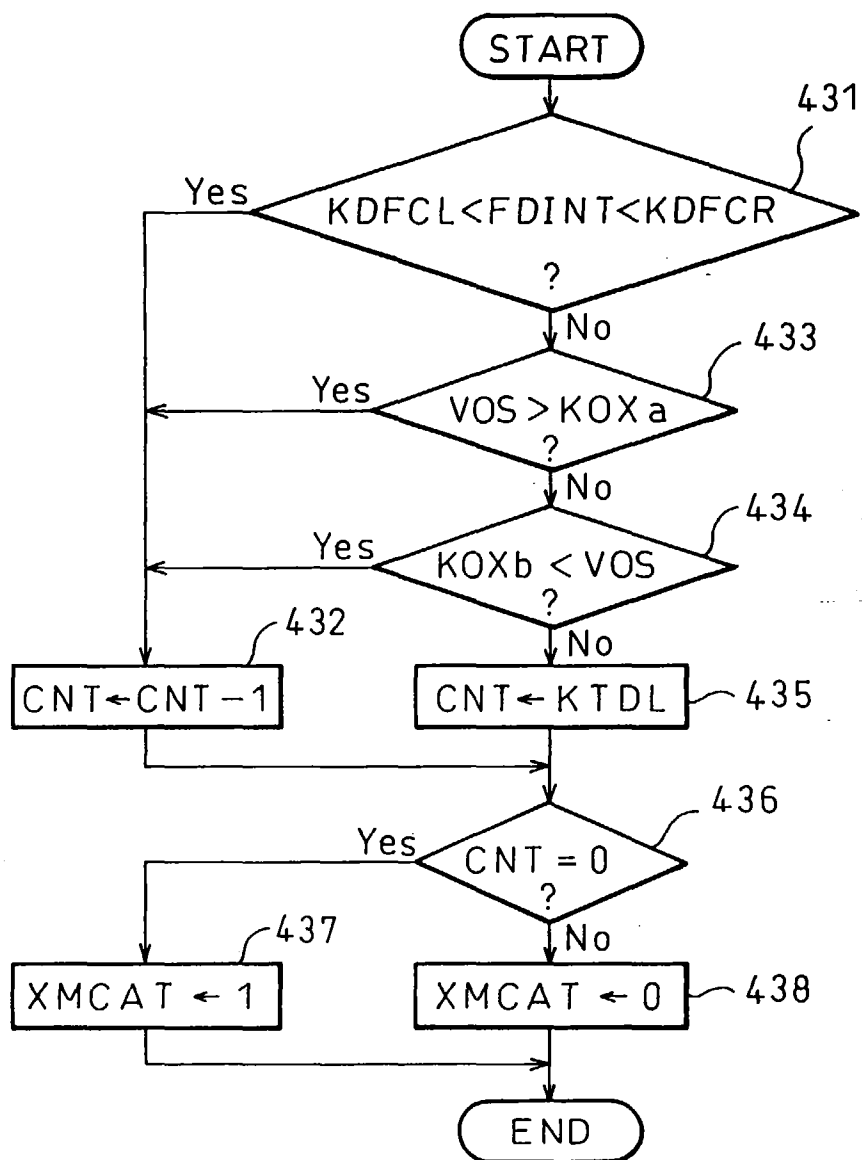 START
431
Yes
KDFCL<FDINT<KDFCR
?
No
433
Yes
VOS>KOXa
?
No
434
Yes
KOXb<VOS
?
No
432
CNT←CNT-1
CNT←KTDL
435
436
Yes
CNT=0
?
No
437
XMCAT←1
XMCAT←0
438
END